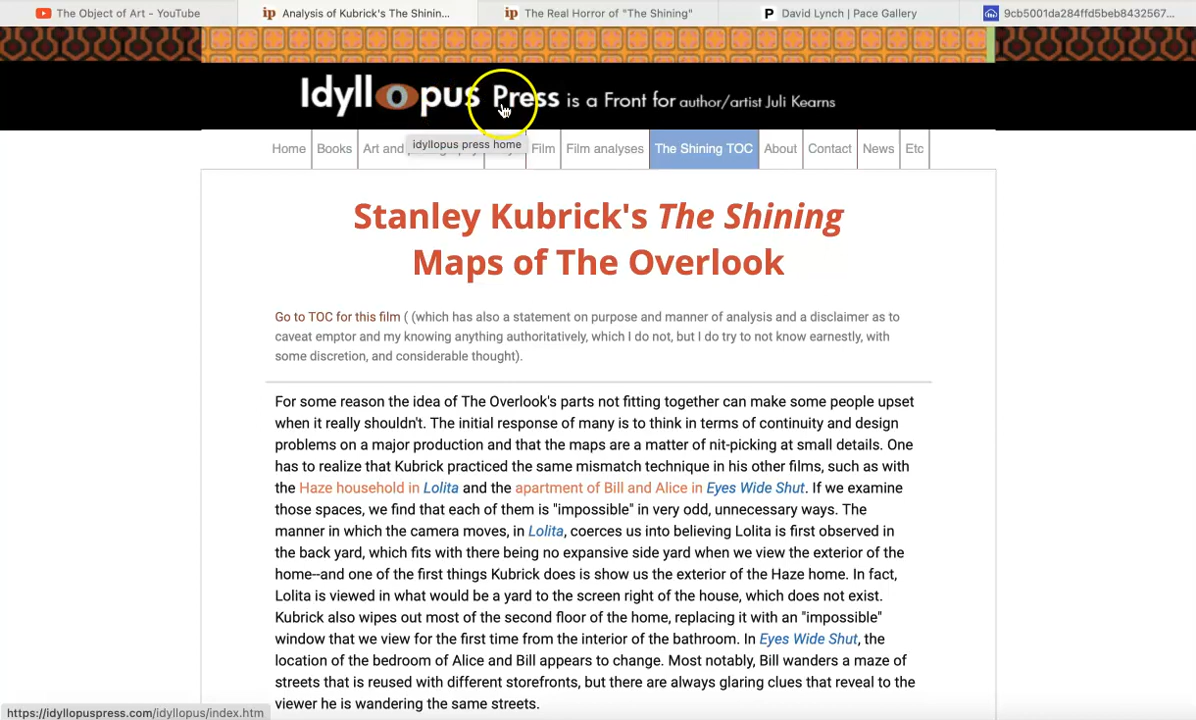 The Object of Art - YouTube
ip Analysis of Kubrick's The Shinin...
ip The Real Horror of "The Shining"
P David Lynch | Pace Gallery
9cb5001da284ffd5beb8432567...
Idyllopus Press is a Front for author/artist Juli Kearns
idyllopus press home
Home Books Art and Film Film analyses The Shining TOC About Contact News Etc
Stanley Kubrick's The Shining
Maps of The Overlook
Go to TOC for this film ( (which has also a statement on purpose and manner of analysis and a disclaimer as to
caveat emptor and my knowing anything authoritatively, which I do not, but I do try to not know earnestly, with
some discretion, and considerable thought).
For some reason the idea of The Overlook's parts not fitting together can make some people upset
when it really shouldn't. The initial response of many is to think in terms of continuity and design
problems on a major production and that the maps are a matter of nit-picking at small details. One
has to realize that Kubrick practiced the same mismatch technique in his other films, such as with
the Haze household in Lolita and the apartment of Bill and Alice in Eyes Wide Shut. If we examine
those spaces, we find that each of them is "impossible" in very odd, unnecessary ways. The
manner in which the camera moves, in Lolita, coerces us into believing Lolita is first observed in
the back yard, which fits with there being no expansive side yard when we view the exterior of the
home--and one of the first things Kubrick does is show us the exterior of the Haze home. In fact,
Lolita is viewed in what would be a yard to the screen right of the house, which does not exist.
Kubrick also wipes out most of the second floor of the home, replacing it with an "impossible"
window that we view for the first time from the interior of the bathroom. In Eyes Wide Shut, the
location of the bedroom of Alice and Bill appears to change. Most notably, Bill wanders a maze of
streets that is reused with different storefronts, but there are always glaring clues that reveal to the
viewer he is wandering the same streets.
https://idyllopuspress.com/idyllopus/index.htm